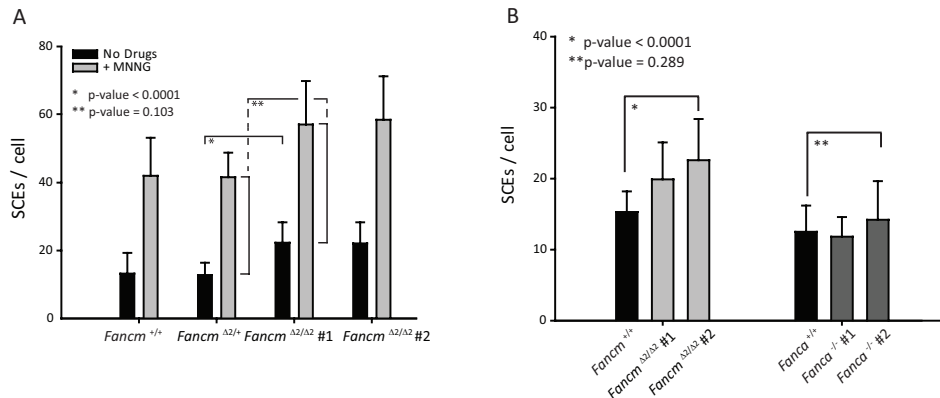 A
SCEs / cell
80
60
40
20
0
No Drugs
+ MNNG
* p-value < 0.0001
** p-value = 0.103
*
**
Fancm +/+
Fancm Δ2/+
Fancm Δ2/Δ2 #1
Fancm Δ2/Δ2 #2
B
SCEs / cell
40
30
20
10
0
* p-value < 0.0001
**p-value = 0.289
*
**
Fancm +/+
Fancm Δ2/Δ2 #1
Fancm Δ2/Δ2 #2
Fanca +/+
Fanca -/- #1
Fanca -/- #2